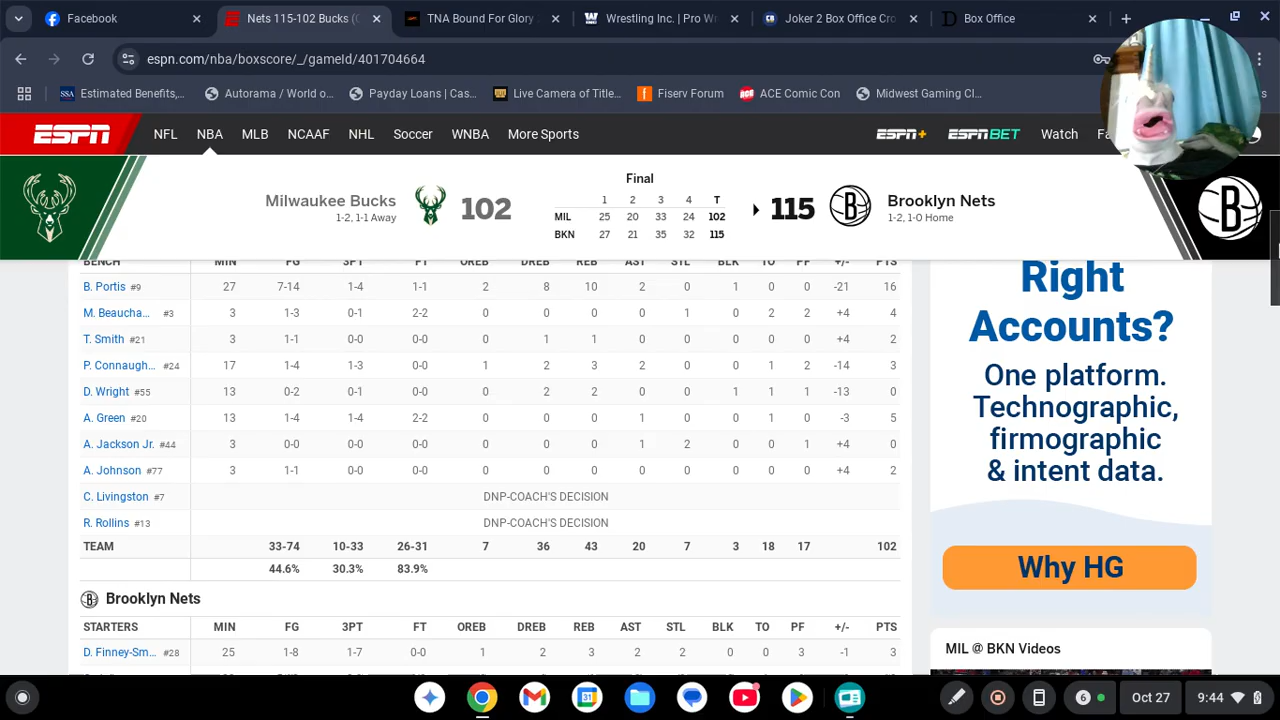 Facebook
Nets 115-102 Bucks (O
TNA Bound For Glory
Wrestling Inc. | Pro W
Joker 2 Box Office Cro
Box Office
espn.com/nba/boxscore/_/gameId/401704664
Estimated Benefits,...
Autorama / World o...
Payday Loans | Cas...
Live Camera of Title...
Fiserv Forum
ACE Comic Con
Midwest Gaming Cl...
ESPN NFL NBA MLB NCAAF NHL Soccer WNBA More Sports ESPN+ ESPN BET Watch Fa
Final
Milwaukee Bucks
1-2, 1-1 Away
102
1 2 3 4 T
MIL 25 20 33 24 102
BKN 27 21 35 32 115
115
Brooklyn Nets
1-2, 1-0 Home
BENCH MIN FG 3PT FT OREB DREB REB AST STL BLK TO PF +/- PTS
B. Portis #9 27 7-14 1-4 1-1 2 8 10 2 0 1 0 0 -21 16
M. Beaucha... #3 3 1-3 0-1 2-2 0 0 0 0 1 0 2 2 +4 4
T. Smith #21 3 1-1 0-0 0-0 0 1 1 0 0 0 0 0 +4 2
P. Connaugh... #24 17 1-4 1-3 0-0 1 2 3 2 0 0 1 2 -14 3
D. Wright #55 13 0-2 0-1 0-0 0 2 2 0 0 1 1 1 -13 0
A. Green #20 13 1-4 1-4 2-2 0 0 0 1 0 0 1 0 -3 5
A. Jackson Jr. #44 3 0-0 0-0 0-0 0 0 0 1 2 0 0 1 +4 0
A. Johnson #77 3 1-1 0-0 0-0 0 0 0 0 0 0 0 0 +4 2
C. Livingston #7 DNP-COACH'S DECISION
R. Rollins #13 DNP-COACH'S DECISION
TEAM 33-74 10-33 26-31 7 36 43 20 7 3 18 17 102
44.6% 30.3% 83.9%
Brooklyn Nets
STARTERS MIN FG 3PT FT OREB DREB REB AST STL BLK TO PF +/- PTS
D. Finney-Sm... #28 25 1-8 1-7 0-0 1 2 3 2 2 0 0 3 -1 3
Right
Accounts?
One platform.
Technographic,
firmographic
& intent data.
Why HG
MIL @ BKN Videos
6
Oct 27
9:44